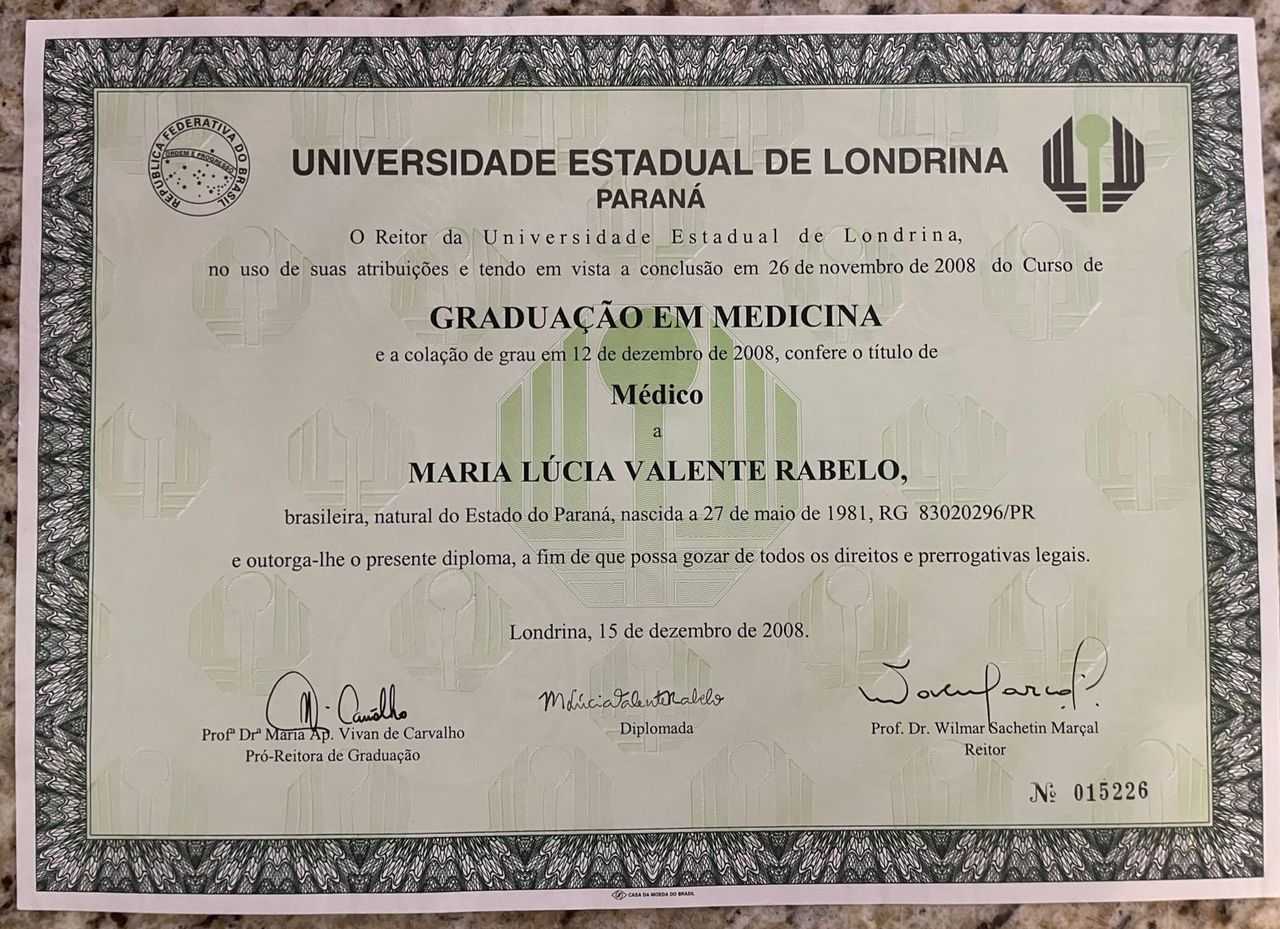 REPÚBLICA FEDERATIVA DO BRASIL
ORDEM E PROGRESSO
UNIVERSIDADE ESTADUAL DE LONDRINA
PARANÁ
O Reitor da Universidade Estadual de Londrina,
no uso de suas atribuições e tendo em vista a conclusão em 26 de novembro de 2008 do Curso de
GRADUAÇÃO EM MEDICINA
e a colação de grau em 12 de dezembro de 2008, confere o título de
Médico
a
MARIA LÚCIA VALENTE RABELO,
brasileira, natural do Estado do Paraná, nascida a 27 de maio de 1981, RG 83020296/PR
e outorga-lhe o presente diploma, a fim de que possa gozar de todos os direitos e prerrogativas legais.
Londrina, 15 de dezembro de 2008.
M. Carvalho
MLúciaValenteRabelo
Profª Drª Maria Ap. Vivan de Carvalho
Diplomada
Prof. Dr. Wilmar Sachetin Marçal
Pró-Reitora de Graduação
Reitor
Nº 015226
CASA DA MOEDA DO BRASIL